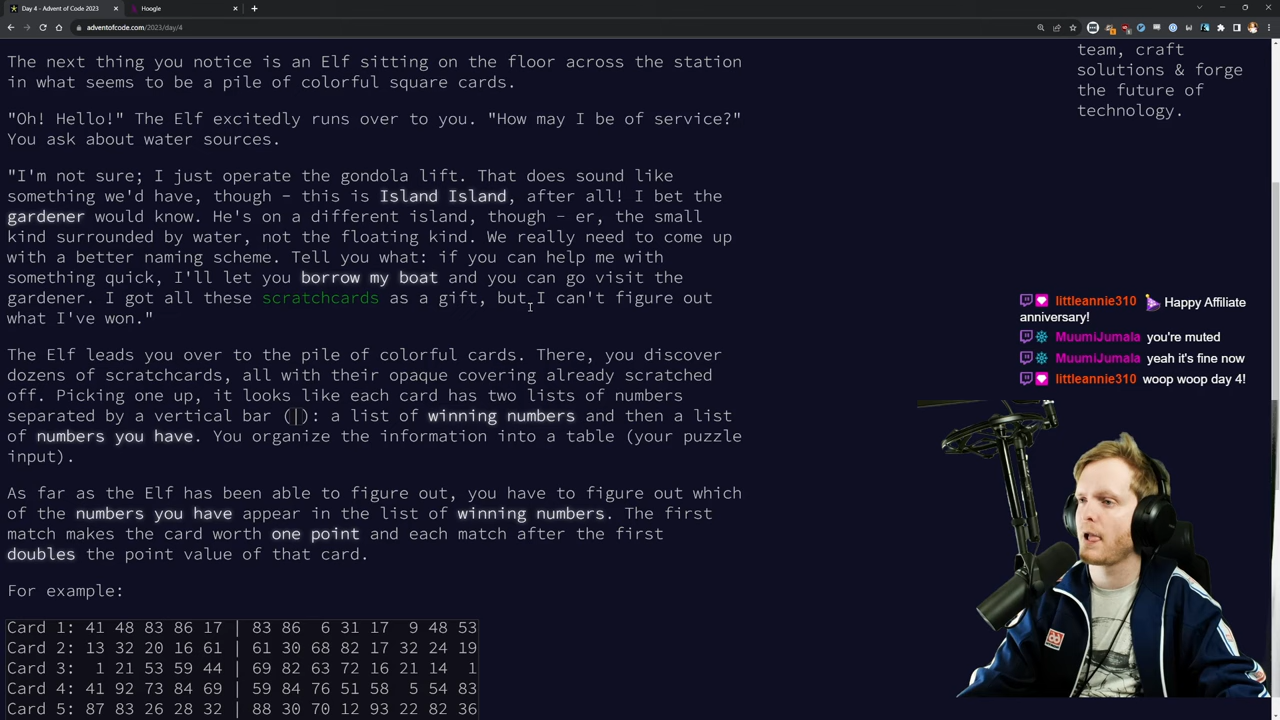 Day 4 - Advent of Code 2023
Hoogle
adventofcode.com/2023/day/4
The next thing you notice is an Elf sitting on the floor across the station
in what seems to be a pile of colorful square cards.
"Oh! Hello!" The Elf excitedly runs over to you. "How may I be of service?"
You ask about water sources.
"I'm not sure; I just operate the gondola lift. That does sound like
something we'd have, though - this is Island Island, after all! I bet the
gardener would know. He's on a different island, though - er, the small
kind surrounded by water, not the floating kind. We really need to come up
with a better naming scheme. Tell you what: if you can help me with
something quick, I'll let you borrow my boat and you can go visit the
gardener. I got all these scratchcards as a gift, but I can't figure out
what I've won."
The Elf leads you over to the pile of colorful cards. There, you discover
dozens of scratchcards, all with their opaque covering already scratched
off. Picking one up, it looks like each card has two lists of numbers
separated by a vertical bar (|): a list of winning numbers and then a list
of numbers you have. You organize the information into a table (your puzzle
input).
As far as the Elf has been able to figure out, you have to figure out which
of the numbers you have appear in the list of winning numbers. The first
match makes the card worth one point and each match after the first
doubles the point value of that card.
For example:
Card 1: 41 48 83 86 17 | 83 86  6 31 17  9 48 53
Card 2: 13 32 20 16 61 | 61 30 68 82 17 32 24 19
Card 3:  1 21 53 59 44 | 69 82 63 72 16 21 14  1
Card 4: 41 92 73 84 69 | 59 84 76 51 58  5 54 83
Card 5: 87 83 26 28 32 | 88 30 70 12 93 22 82 36
team, craft
solutions & forge
the future of
technology.
littleannie310 Happy Affiliate
anniversary!
MuumiJumala you're muted
MuumiJumala yeah it's fine now
littleannie310 woop woop day 4!